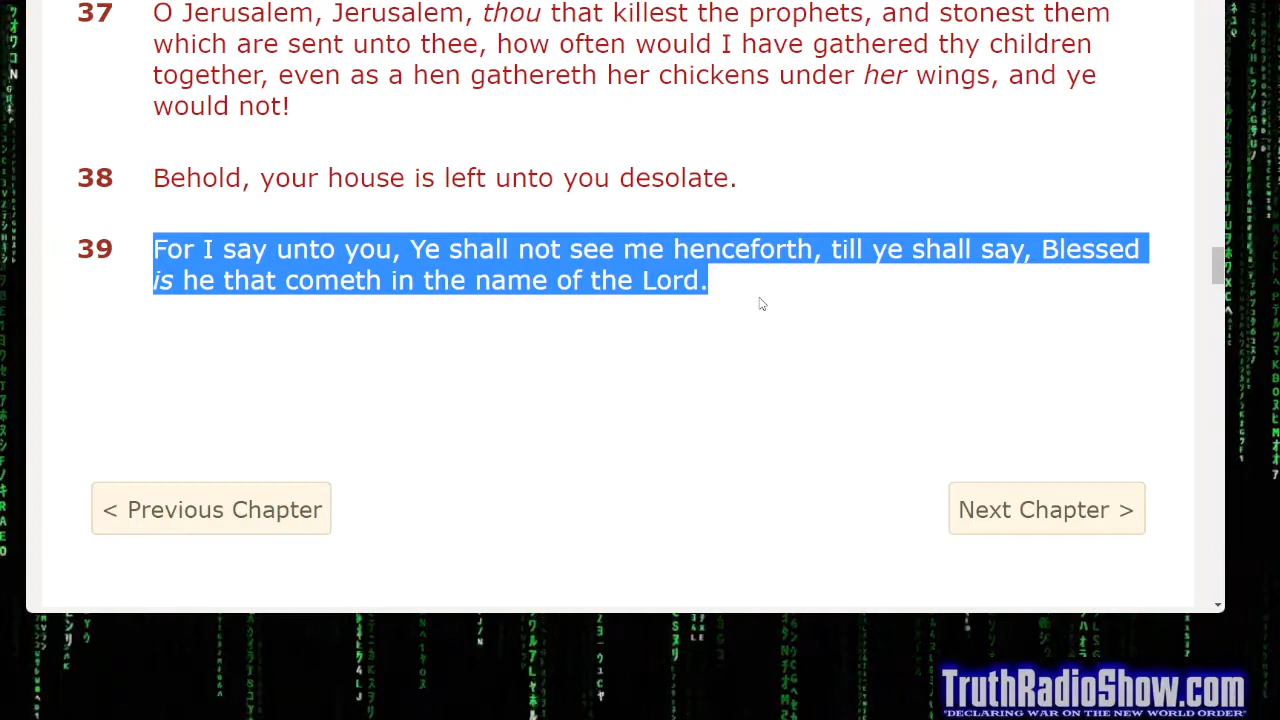 37 O Jerusalem, Jerusalem, thou that killest the prophets, and stonest them
which are sent unto thee, how often would I have gathered thy children
together, even as a hen gathereth her chickens under her wings, and ye
would not!
38 Behold, your house is left unto you desolate.
39 For I say unto you, Ye shall not see me henceforth, till ye shall say, Blessed
is he that cometh in the name of the Lord.
< Previous Chapter
Next Chapter >
TruthRadioShow.com
"DECLARING WAR ON THE NEW WORLD ORDER"